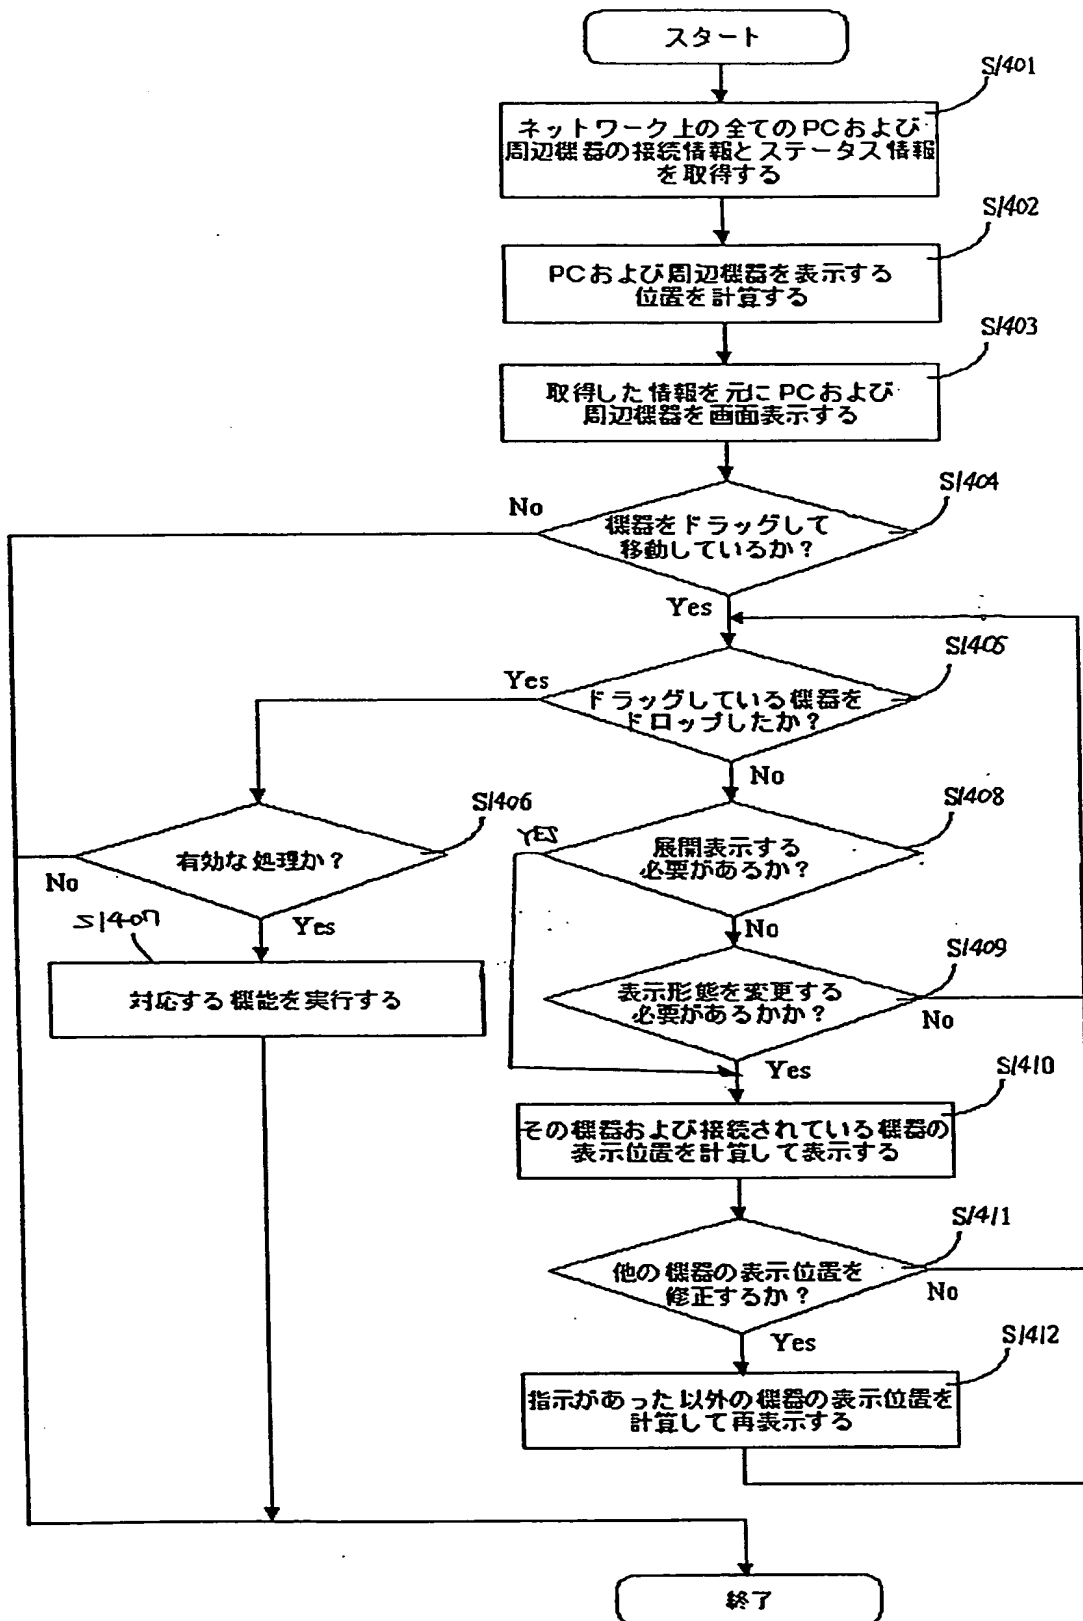 スタート
S1401
ネットワーク上の全てのPCおよび
周辺機器の接続情報とステータス情報
を取得する
S1402
PCおよび周辺機器を表示する
位置を計算する
S1403
取得した情報を元にPCおよび
周辺機器を画面表示する
S1404
No
機器をドラッグして
移動しているか？
Yes
S1405
Yes
ドラッグしている機器を
ドロップしたか？
No
S1406
有効な処理か？
No
Yes
S1407
対応する機能を実行する
S1408
YES
展開表示する
必要があるか？
No
S1409
表示形態を変更する
必要があるかか？
No
Yes
S1410
その機器および接続されている機器の
表示位置を計算して表示する
S1411
他の機器の表示位置を
修正するか？
No
Yes
S1412
指示があった以外の機器の表示位置を
計算して再表示する
終了